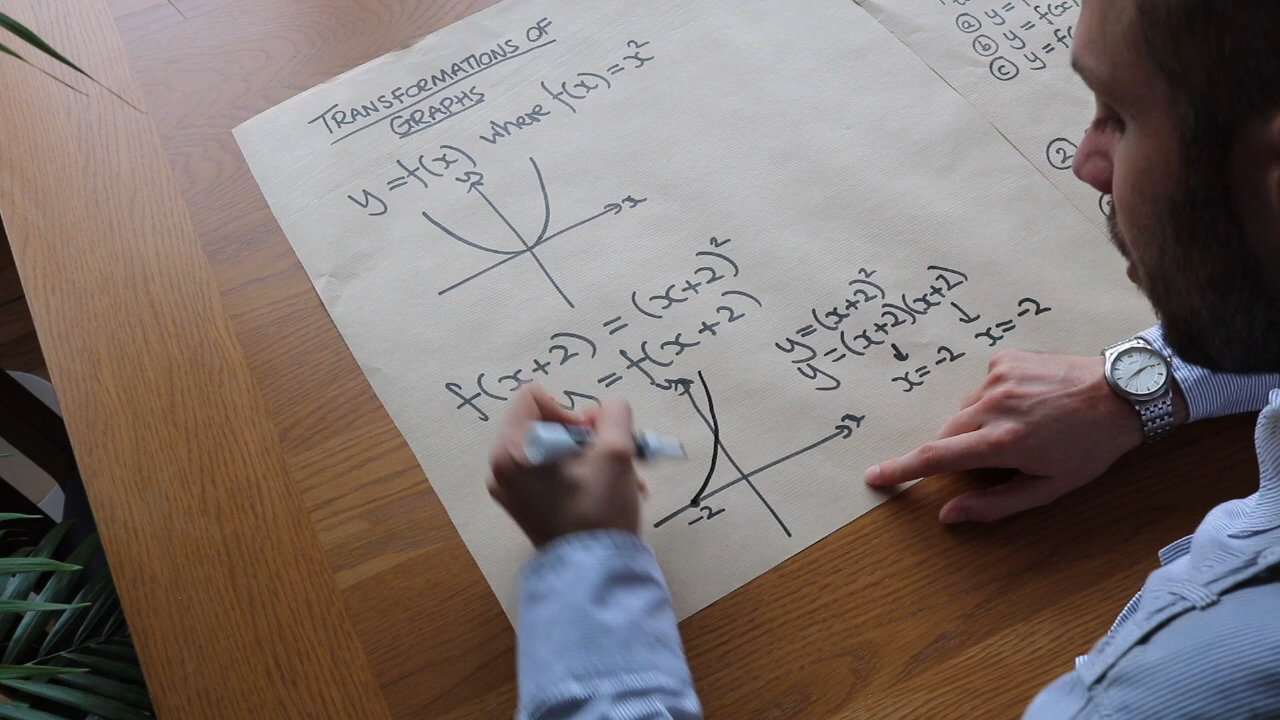 TRANSFORMATIONS OF
GRAPHS
y = f(x) where f(x) = x²
y
x
f(x+2) = (x+2)²
y = f(x+2)
y
x
-2
y = (x+2)²
y = (x+2)(x+2)
x = -2 x = -2
ⓐ y =
ⓑ y = f(x)
ⓒ y = f(
②